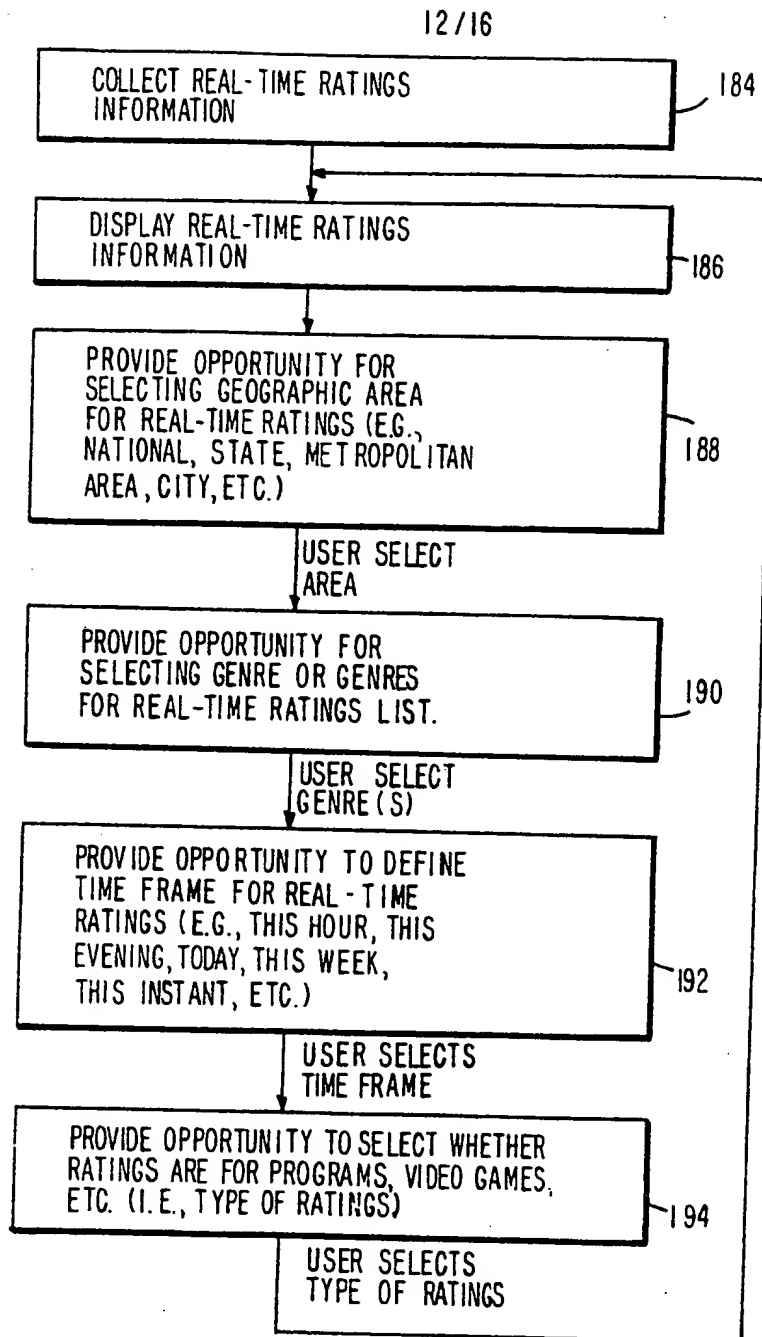 12/16
COLLECT REAL-TIME RATINGS
INFORMATION
184
DISPLAY REAL-TIME RATINGS
INFORMATION
186
PROVIDE OPPORTUNITY FOR
SELECTING GEOGRAPHIC AREA
FOR REAL-TIME RATINGS (E.G.,
NATIONAL, STATE, METROPOLITAN
AREA, CITY, ETC.)
188
USER SELECT
AREA
PROVIDE OPPORTUNITY FOR
SELECTING GENRE OR GENRES
FOR REAL-TIME RATINGS LIST.
190
USER SELECT
GENRE(S)
PROVIDE OPPORTUNITY TO DEFINE
TIME FRAME FOR REAL-TIME
RATINGS (E.G., THIS HOUR, THIS
EVENING, TODAY, THIS WEEK,
THIS INSTANT, ETC.)
192
USER SELECTS
TIME FRAME
PROVIDE OPPORTUNITY TO SELECT WHETHER
RATINGS ARE FOR PROGRAMS, VIDEO GAMES,
ETC. (I.E., TYPE OF RATINGS)
194
USER SELECTS
TYPE OF RATINGS